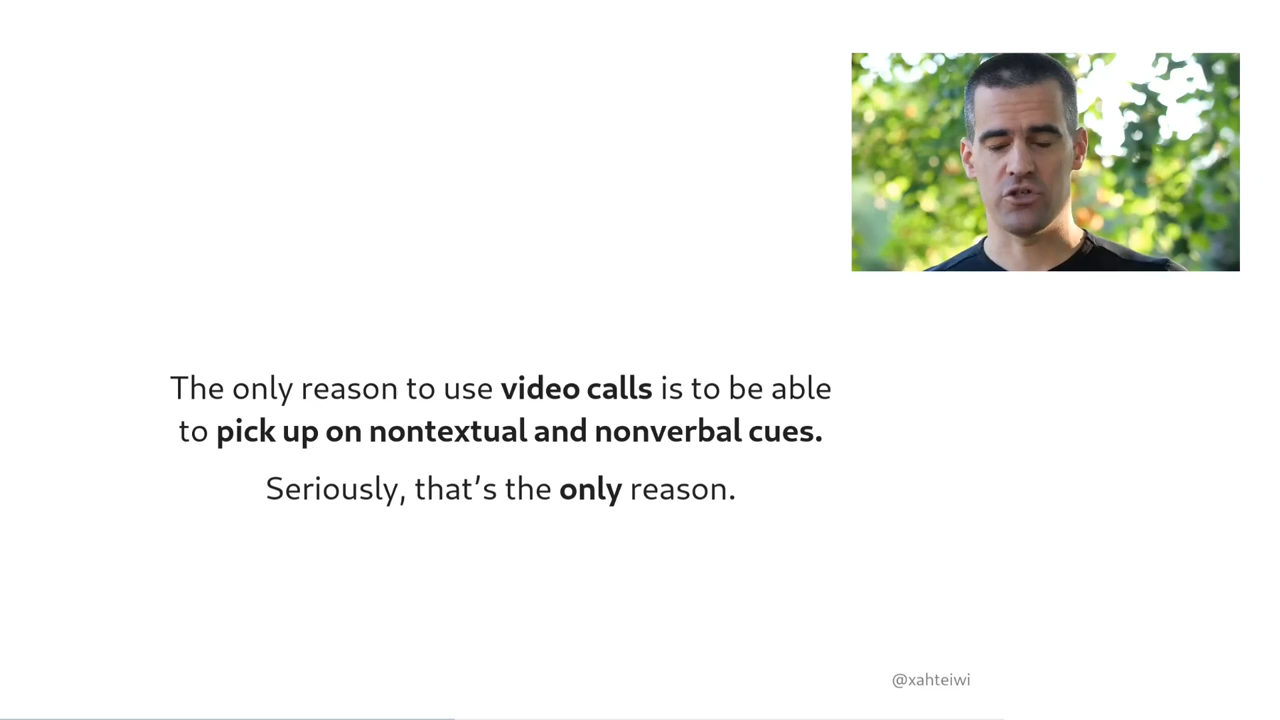 The only reason to use video calls is to be able
to pick up on nontextual and nonverbal cues.
Seriously, that’s the only reason.
@xahteiwi